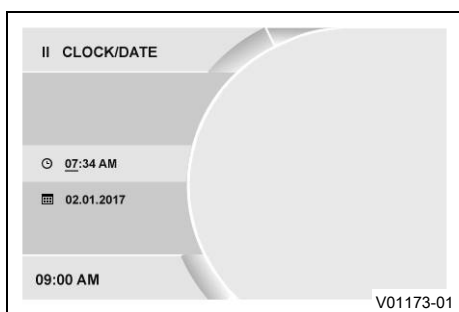 II CLOCK/DATE
07:34 AM
02.01.2017
09:00 AM
V01173-01